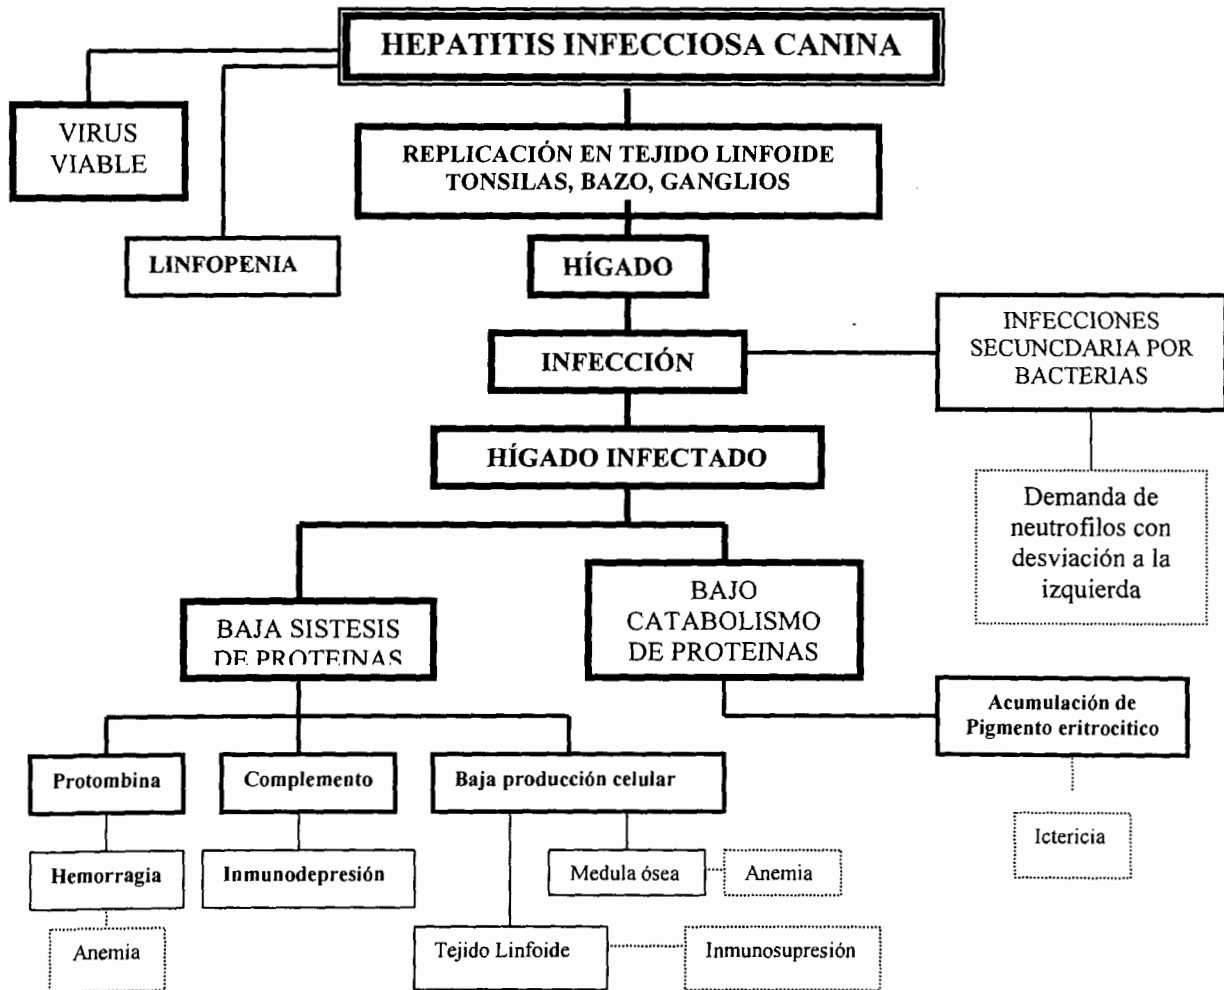 HEPATITIS INFECCIOSA CANINA
VIRUS
VIABLE
REPLICACIÓN EN TEJIDO LINFOIDE
TONSILAS, BAZO, GANGLIOS
LINFOPENIA
HÍGADO
INFECCIÓN
INFECCIONES
SECUNCDARIA POR
BACTERIAS
HÍGADO INFECTADO
Demanda de
neutrofilos con
desviación a la
izquierda
BAJA SISTESIS
DE PROTEINAS
BAJO
CATABOLISMO
DE PROTEINAS
Acumulación de
Pigmento eritrocitico
Protombina
Complemento
Baja producción celular
Ictericia
Hemorragia
Inmunodepresión
Medula ósea
Anemia
Anemia
Tejido Linfoide
Inmunosupresión